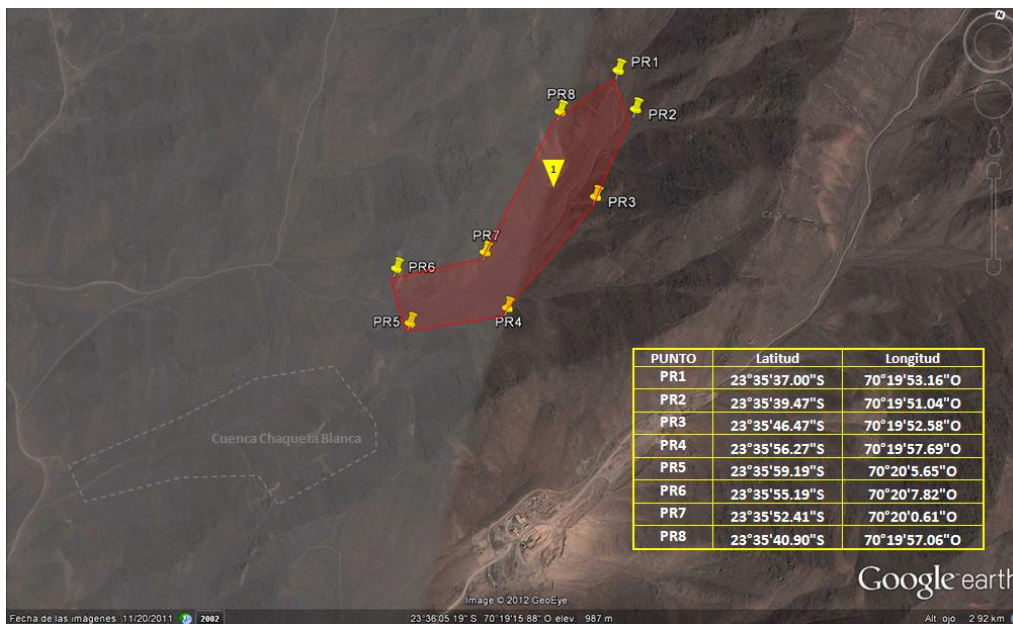 N
PR1
PR8
PR2
1
PR3
PR7
PR6
PR5
PR4
Cuenca Chaqueta Blanca
PUNTO Latitud Longitud
PR1 23°35'37.00"S 70°19'53.16"O
PR2 23°35'39.47"S 70°19'51.04"O
PR3 23°35'46.47"S 70°19'52.58"O
PR4 23°35'56.27"S 70°19'57.69"O
PR5 23°35'59.19"S 70°20'5.65"O
PR6 23°35'55.19"S 70°20'7.82"O
PR7 23°35'52.41"S 70°20'0.61"O
PR8 23°35'40.90"S 70°19'57.06"O
Google earth
Image © 2012 GeoEye
Fecha de las imágenes 11/20/2011 2002 23°36'05.19" S 70°19'15.88" O elev. 987 m Alt. ojo 2.92 km